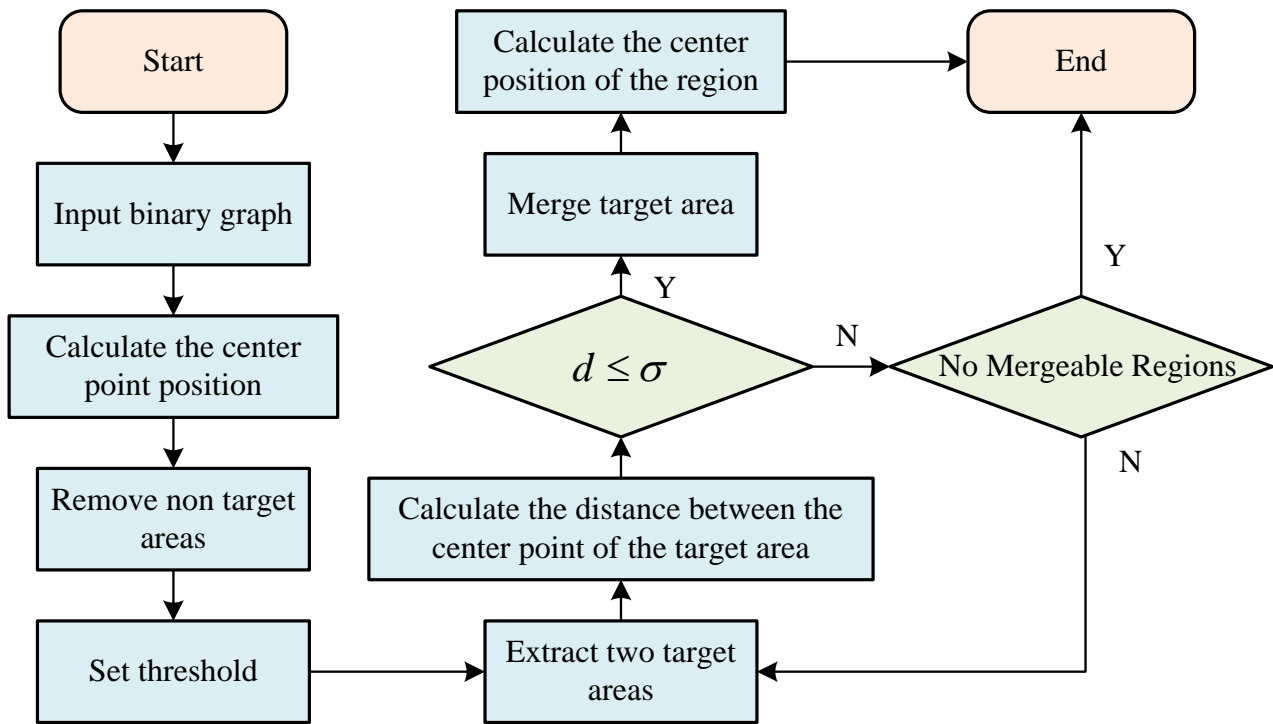 Start
Input binary graph
Calculate the center
point position
Remove non target
areas
Set threshold
Extract two target
areas
Calculate the distance between the
center point of the target area
d ≤ σ
Y
N
Merge target area
Calculate the center
position of the region
No Mergeable Regions
Y
N
End